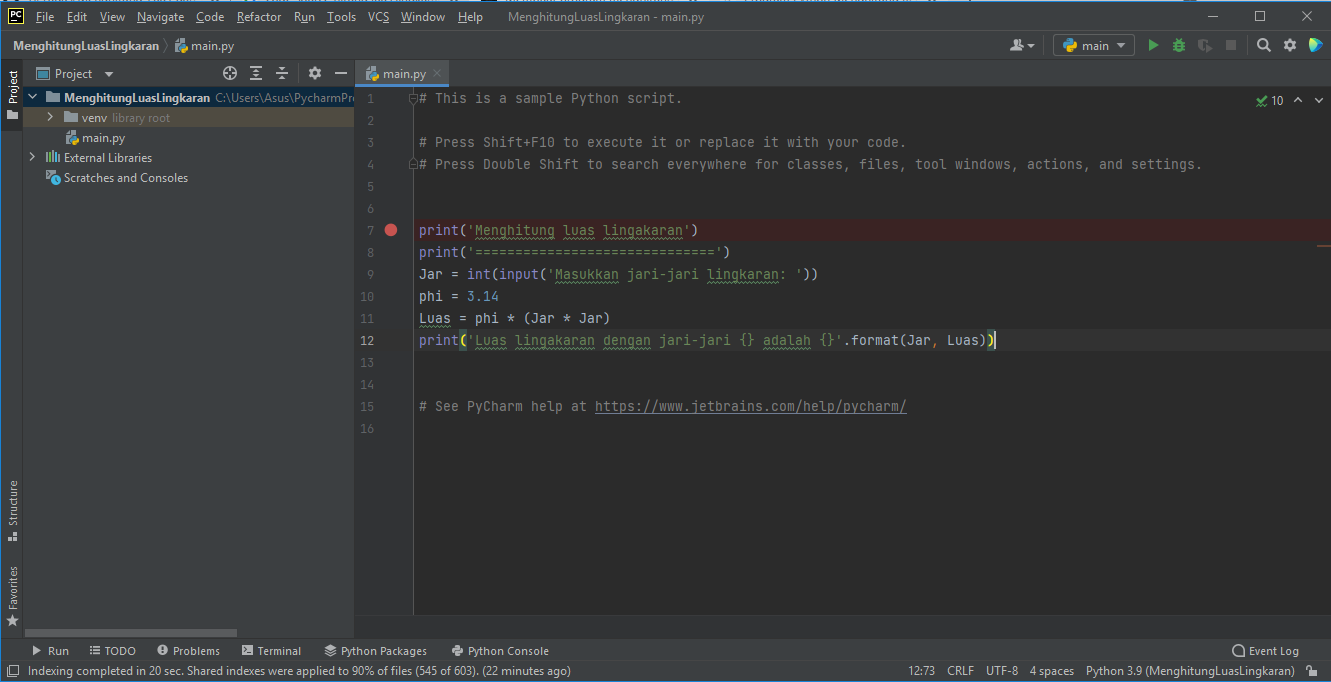 PC File Edit View Navigate Code Refactor Run Tools VCS Window Help MenghitungLuasLingkaran - main.py
MenghitungLuasLingkaran main.py main
Project
Project
main.py
MenghitungLuasLingkaran C:\Users\Asus\PycharmPr
venv library root
main.py
External Libraries
Scratches and Consoles
10
1 # This is a sample Python script.
2
3 # Press Shift+F10 to execute it or replace it with your code.
4 # Press Double Shift to search everywhere for classes, files, tool windows, actions, and settings.
5
6
7 print('Menghitung luas lingakaran')
8 print('==============================')
9 Jar = int(input('Masukkan jari-jari lingkaran: '))
10 phi = 3.14
11 Luas = phi * (Jar * Jar)
12 print('Luas lingakaran dengan jari-jari {} adalah {}'.format(Jar, Luas))
13
14
15 # See PyCharm help at https://www.jetbrains.com/help/pycharm/
16
Structure
Favorites
Run TODO Problems Terminal Python Packages Python Console Event Log
Indexing completed in 20 sec. Shared indexes were applied to 90% of files (545 of 603). (22 minutes ago) 12:73 CRLF UTF-8 4 spaces Python 3.9 (MenghitungLuasLingkaran)